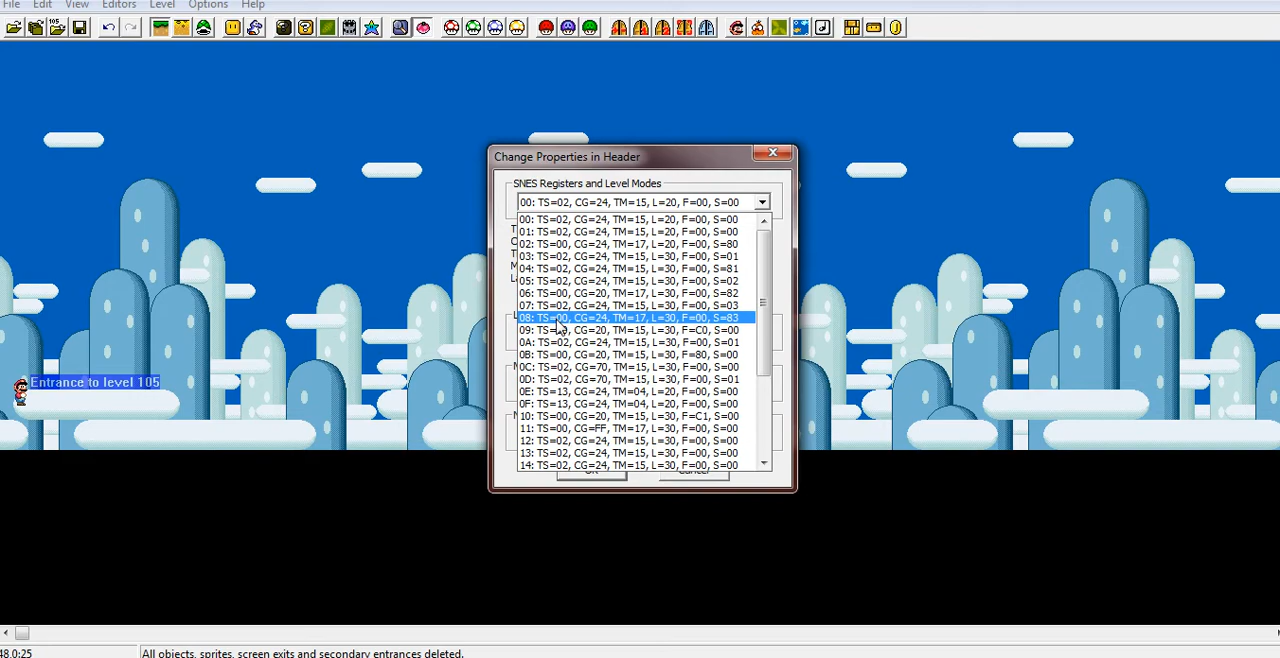 File Edit View Editors Level Options Help
105
Change Properties in Header
SNES Registers and Level Modes
00: TS=02, CG=24, TM=15, L=20, F=00, S=00
00: TS=02, CG=24, TM=15, L=20, F=00, S=00
01: TS=02, CG=24, TM=15, L=20, F=00, S=00
02: TS=00, CG=24, TM=17, L=20, F=00, S=80
03: TS=02, CG=24, TM=15, L=30, F=00, S=01
04: TS=02, CG=24, TM=15, L=30, F=00, S=81
05: TS=02, CG=24, TM=15, L=30, F=00, S=02
06: TS=00, CG=20, TM=17, L=30, F=00, S=82
07: TS=02, CG=24, TM=15, L=30, F=00, S=03
08: TS=00, CG=24, TM=17, L=30, F=00, S=83
09: TS=00, CG=20, TM=15, L=30, F=C0, S=00
0A: TS=02, CG=24, TM=15, L=30, F=00, S=01
0B: TS=00, CG=20, TM=15, L=30, F=80, S=00
0C: TS=02, CG=70, TM=15, L=30, F=00, S=00
0D: TS=02, CG=70, TM=15, L=30, F=00, S=01
0E: TS=13, CG=24, TM=04, L=20, F=00, S=00
0F: TS=13, CG=24, TM=04, L=20, F=00, S=00
10: TS=00, CG=20, TM=15, L=30, F=C1, S=00
11: TS=00, CG=FF, TM=17, L=30, F=00, S=00
12: TS=02, CG=24, TM=15, L=30, F=00, S=00
13: TS=02, CG=24, TM=15, L=30, F=00, S=00
14: TS=02, CG=24, TM=15, L=30, F=00, S=00
Entrance to level 105
48.0:25 All objects, sprites, screen exits and secondary entrances deleted.